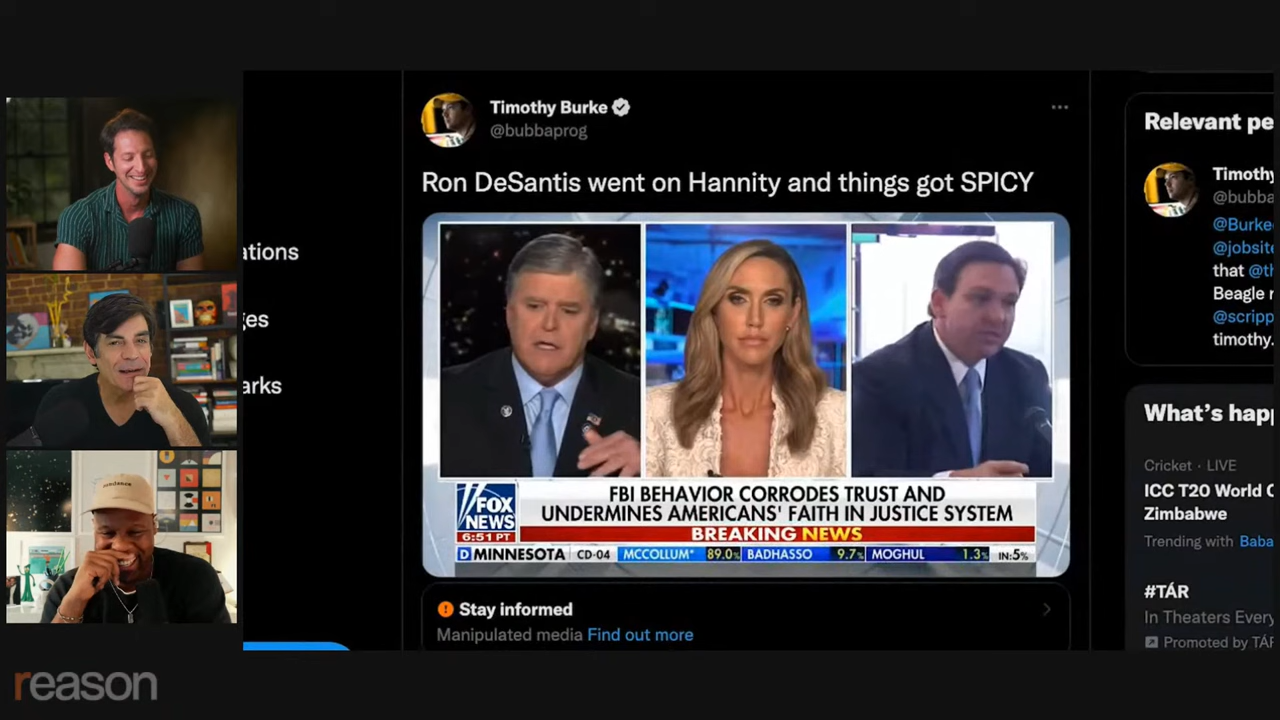 Timothy Burke
@bubbaprog
Ron DeSantis went on Hannity and things got SPICY
FOX
NEWS
6:51 PT
FBI BEHAVIOR CORRODES TRUST AND
UNDERMINES AMERICANS' FAITH IN JUSTICE SYSTEM
BREAKING NEWS
D MINNESOTA CD-04 MCCOLLUM* 89.0% BADHASSO 9.7% MOGHUL 1.3% IN:5%
Stay informed
Manipulated media Find out more
ations
ges
arks
Relevant pe
Timothy
@bubba
@Burke
@jobsite
that @th
Beagle r
@scripp
timothy.
What's happ
Cricket · LIVE
ICC T20 World C
Zimbabwe
Trending with Baba
#TÁR
In Theaters Every
Promoted by TÁR
reason